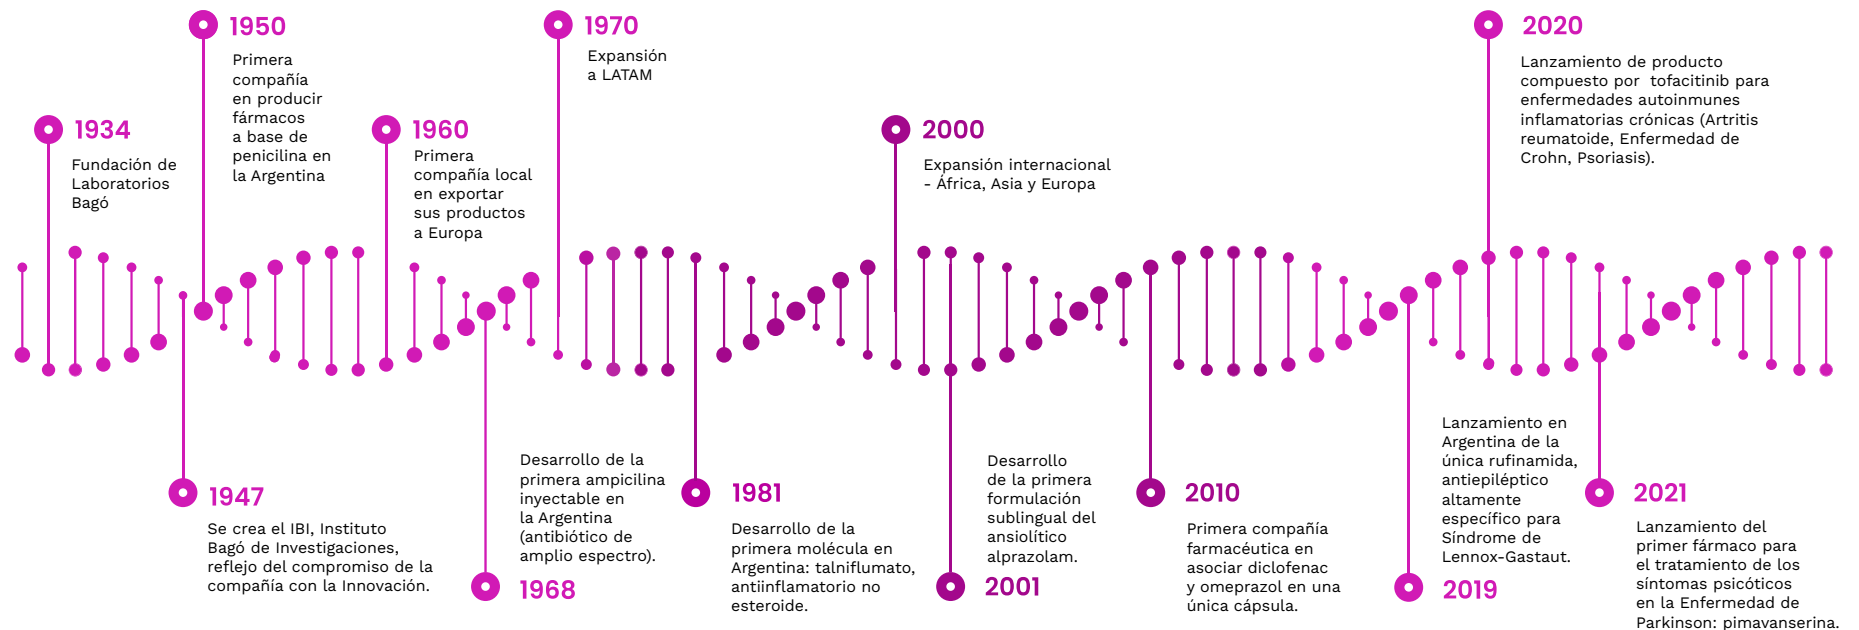 1934
Fundación de
Laboratorios
Bagó
1947
Se crea el IBI, Instituto
Bagó de Investigaciones,
reflejo del compromiso de la
compañía con la Innovación.
1950
Primera
compañía
en producir
fármacos
a base de
penicilina en
la Argentina
1960
Primera
compañía local
en exportar
sus productos
a Europa
Desarrollo de la
primera ampicilina
inyectable en
la Argentina
(antibiótico de
amplio espectro).
1968
1970
Expansión
a LATAM
1981
Desarrollo de la
primera molécula en
Argentina: talniflumato,
antiinflamatorio no
esteroide.
2000
Expansión internacional
- África, Asia y Europa
Desarrollo
de la primera
formulación
sublingual del
ansiolítico
alprazolam.
2001
2010
Primera compañía
farmacéutica en
asociar diclofenac
y omeprazol en una
única cápsula.
Lanzamiento en
Argentina de la
única rufinamida,
antiepiléptico
altamente
específico para
Síndrome de
Lennox-Gastaut.
2019
2020
Lanzamiento de producto
compuesto por tofacitinib para
enfermedades autoinmunes
inflamatorias crónicas (Artritis
reumatoide, Enfermedad de
Crohn, Psoriasis).
2021
Lanzamiento del
primer fármaco para
el tratamiento de los
síntomas psicóticos
en la Enfermedad de
Parkinson: pimavanserina.